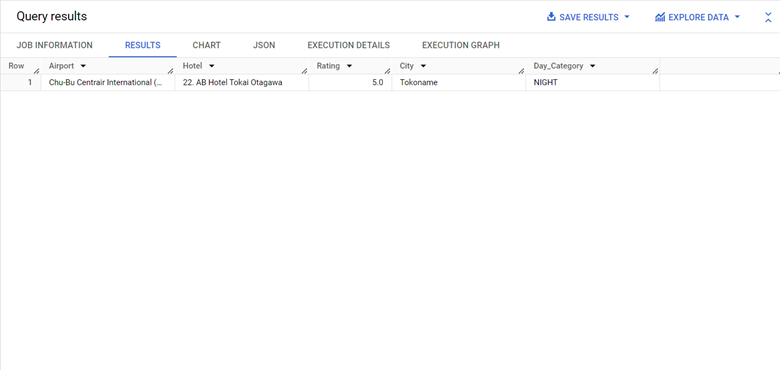 Query results
SAVE RESULTS
EXPLORE DATA
JOB INFORMATION
RESULTS
CHART
JSON
EXECUTION DETAILS
EXECUTION GRAPH
Row Airport Hotel Rating City Day_Category
1 Chu-Bu Centrair International (... 22. AB Hotel Tokai Otagawa 5.0 Tokoname NIGHT